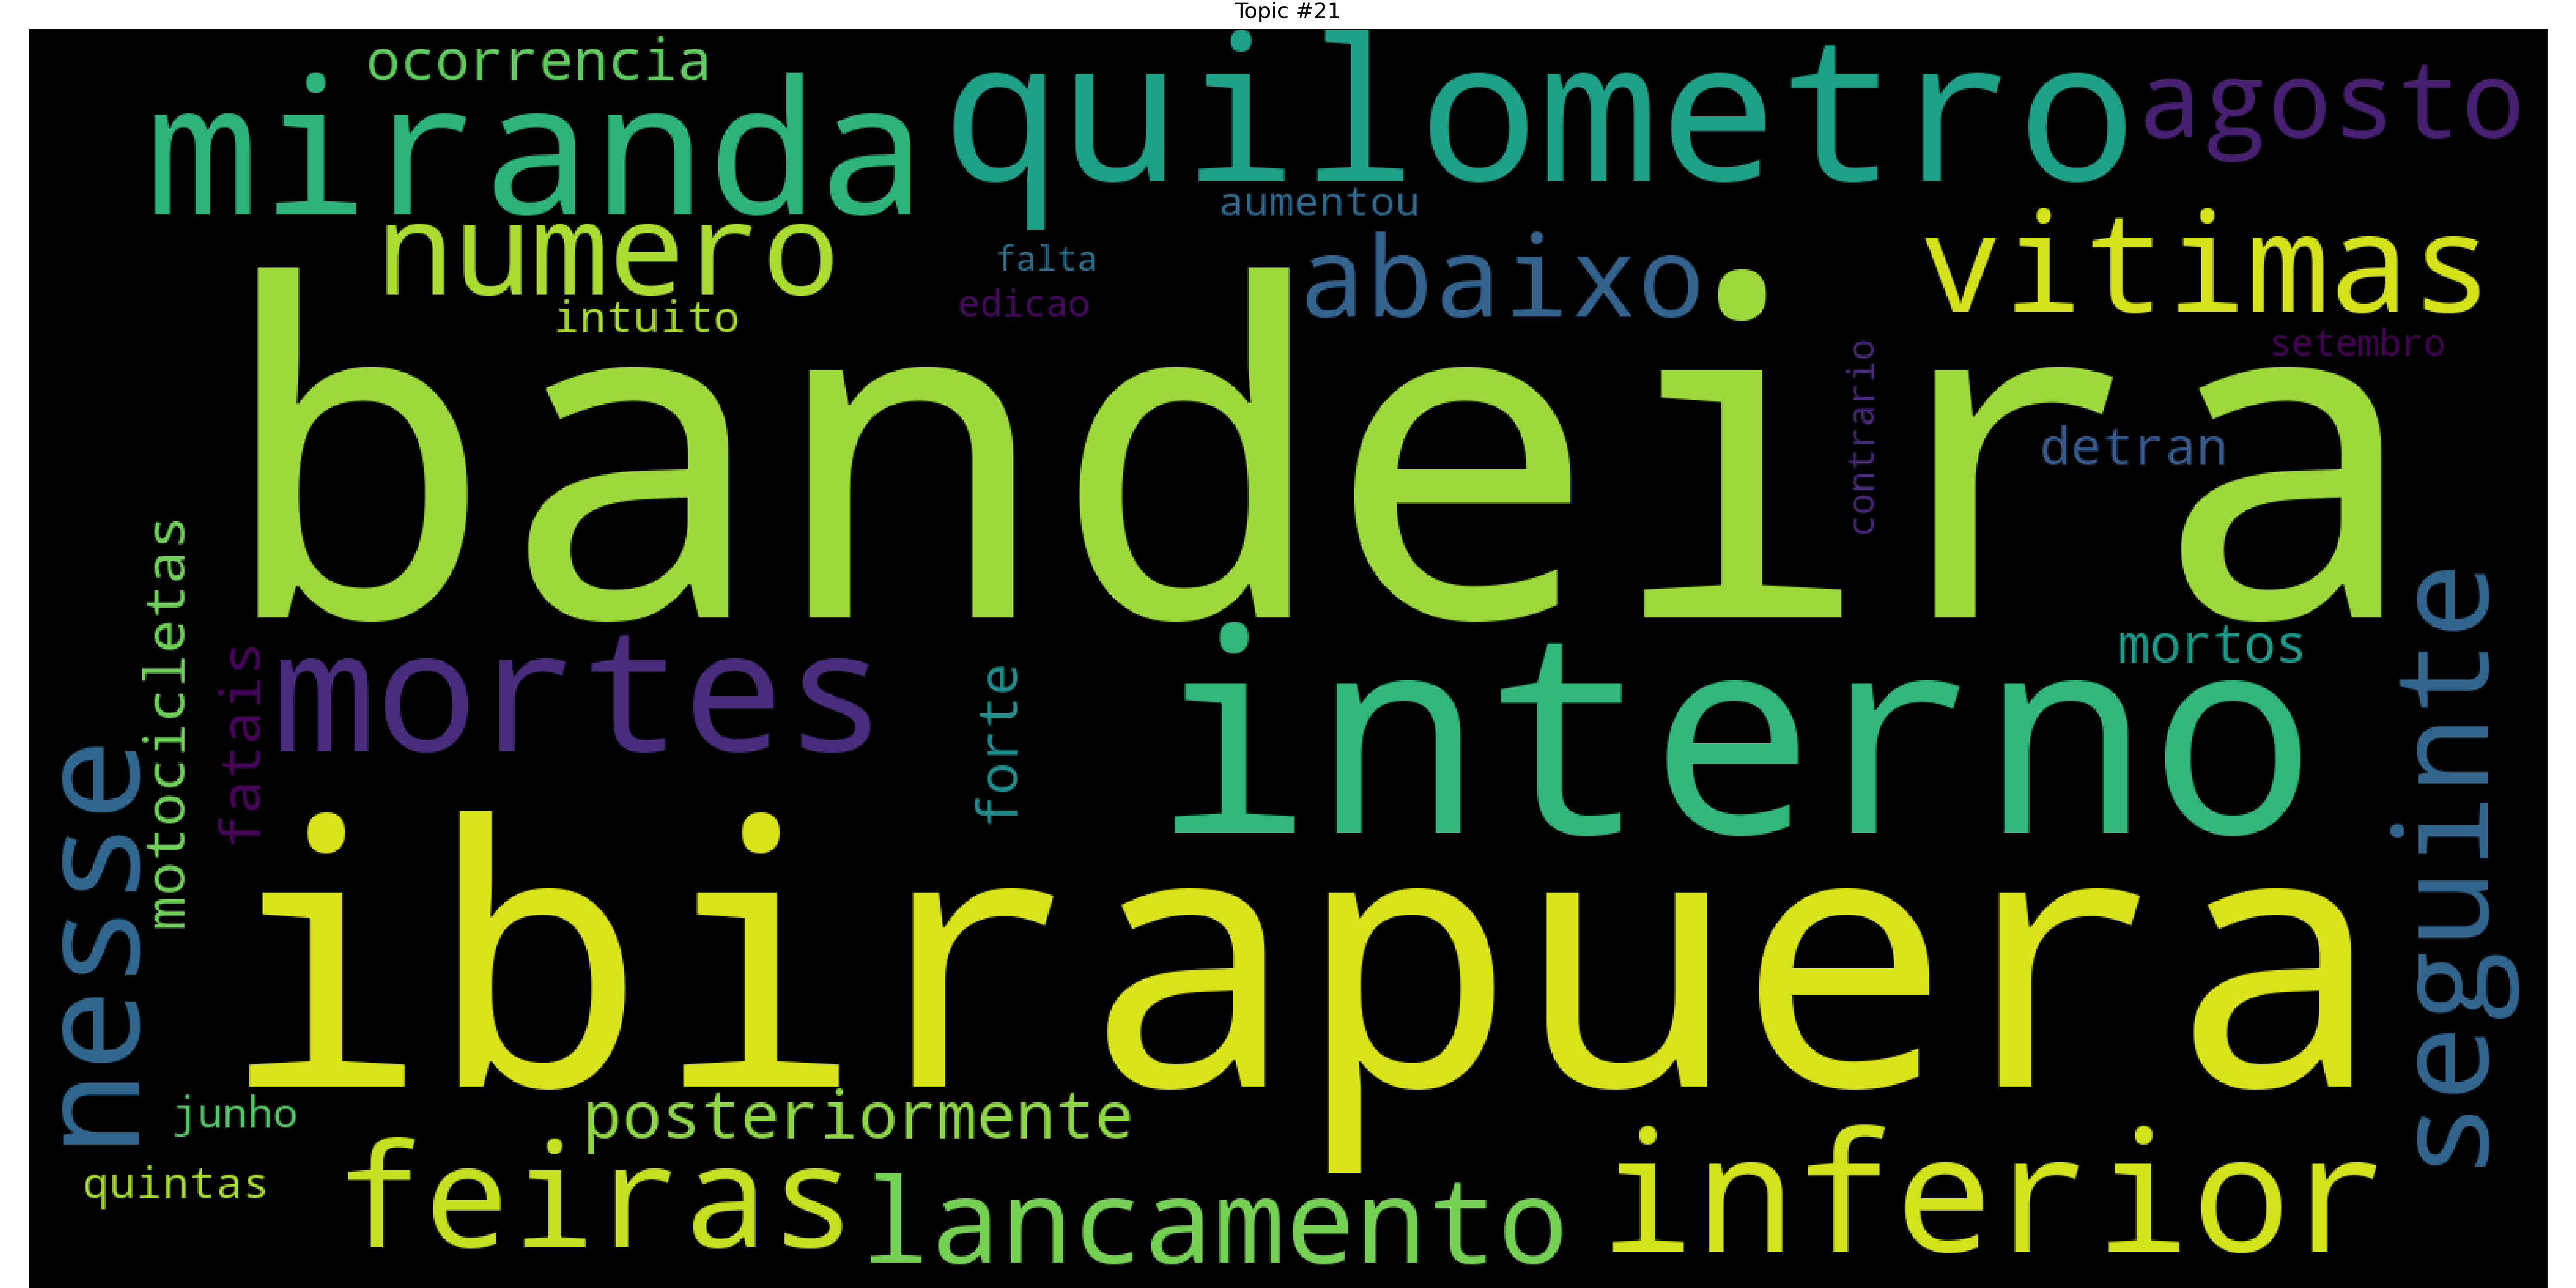 Topic #21
ocorrencia
miranda
quilometro
agosto
aumentou
numero
falta
abaixo
vitimas
intuito
edicao
setembro
bandeira
contrario
detran
motocicletas
fatais
mortes
forte
interno
mortos
nesse
seguinte
ibirapuera
junho
posteriormente
quintas
feiras
lancamento
inferior